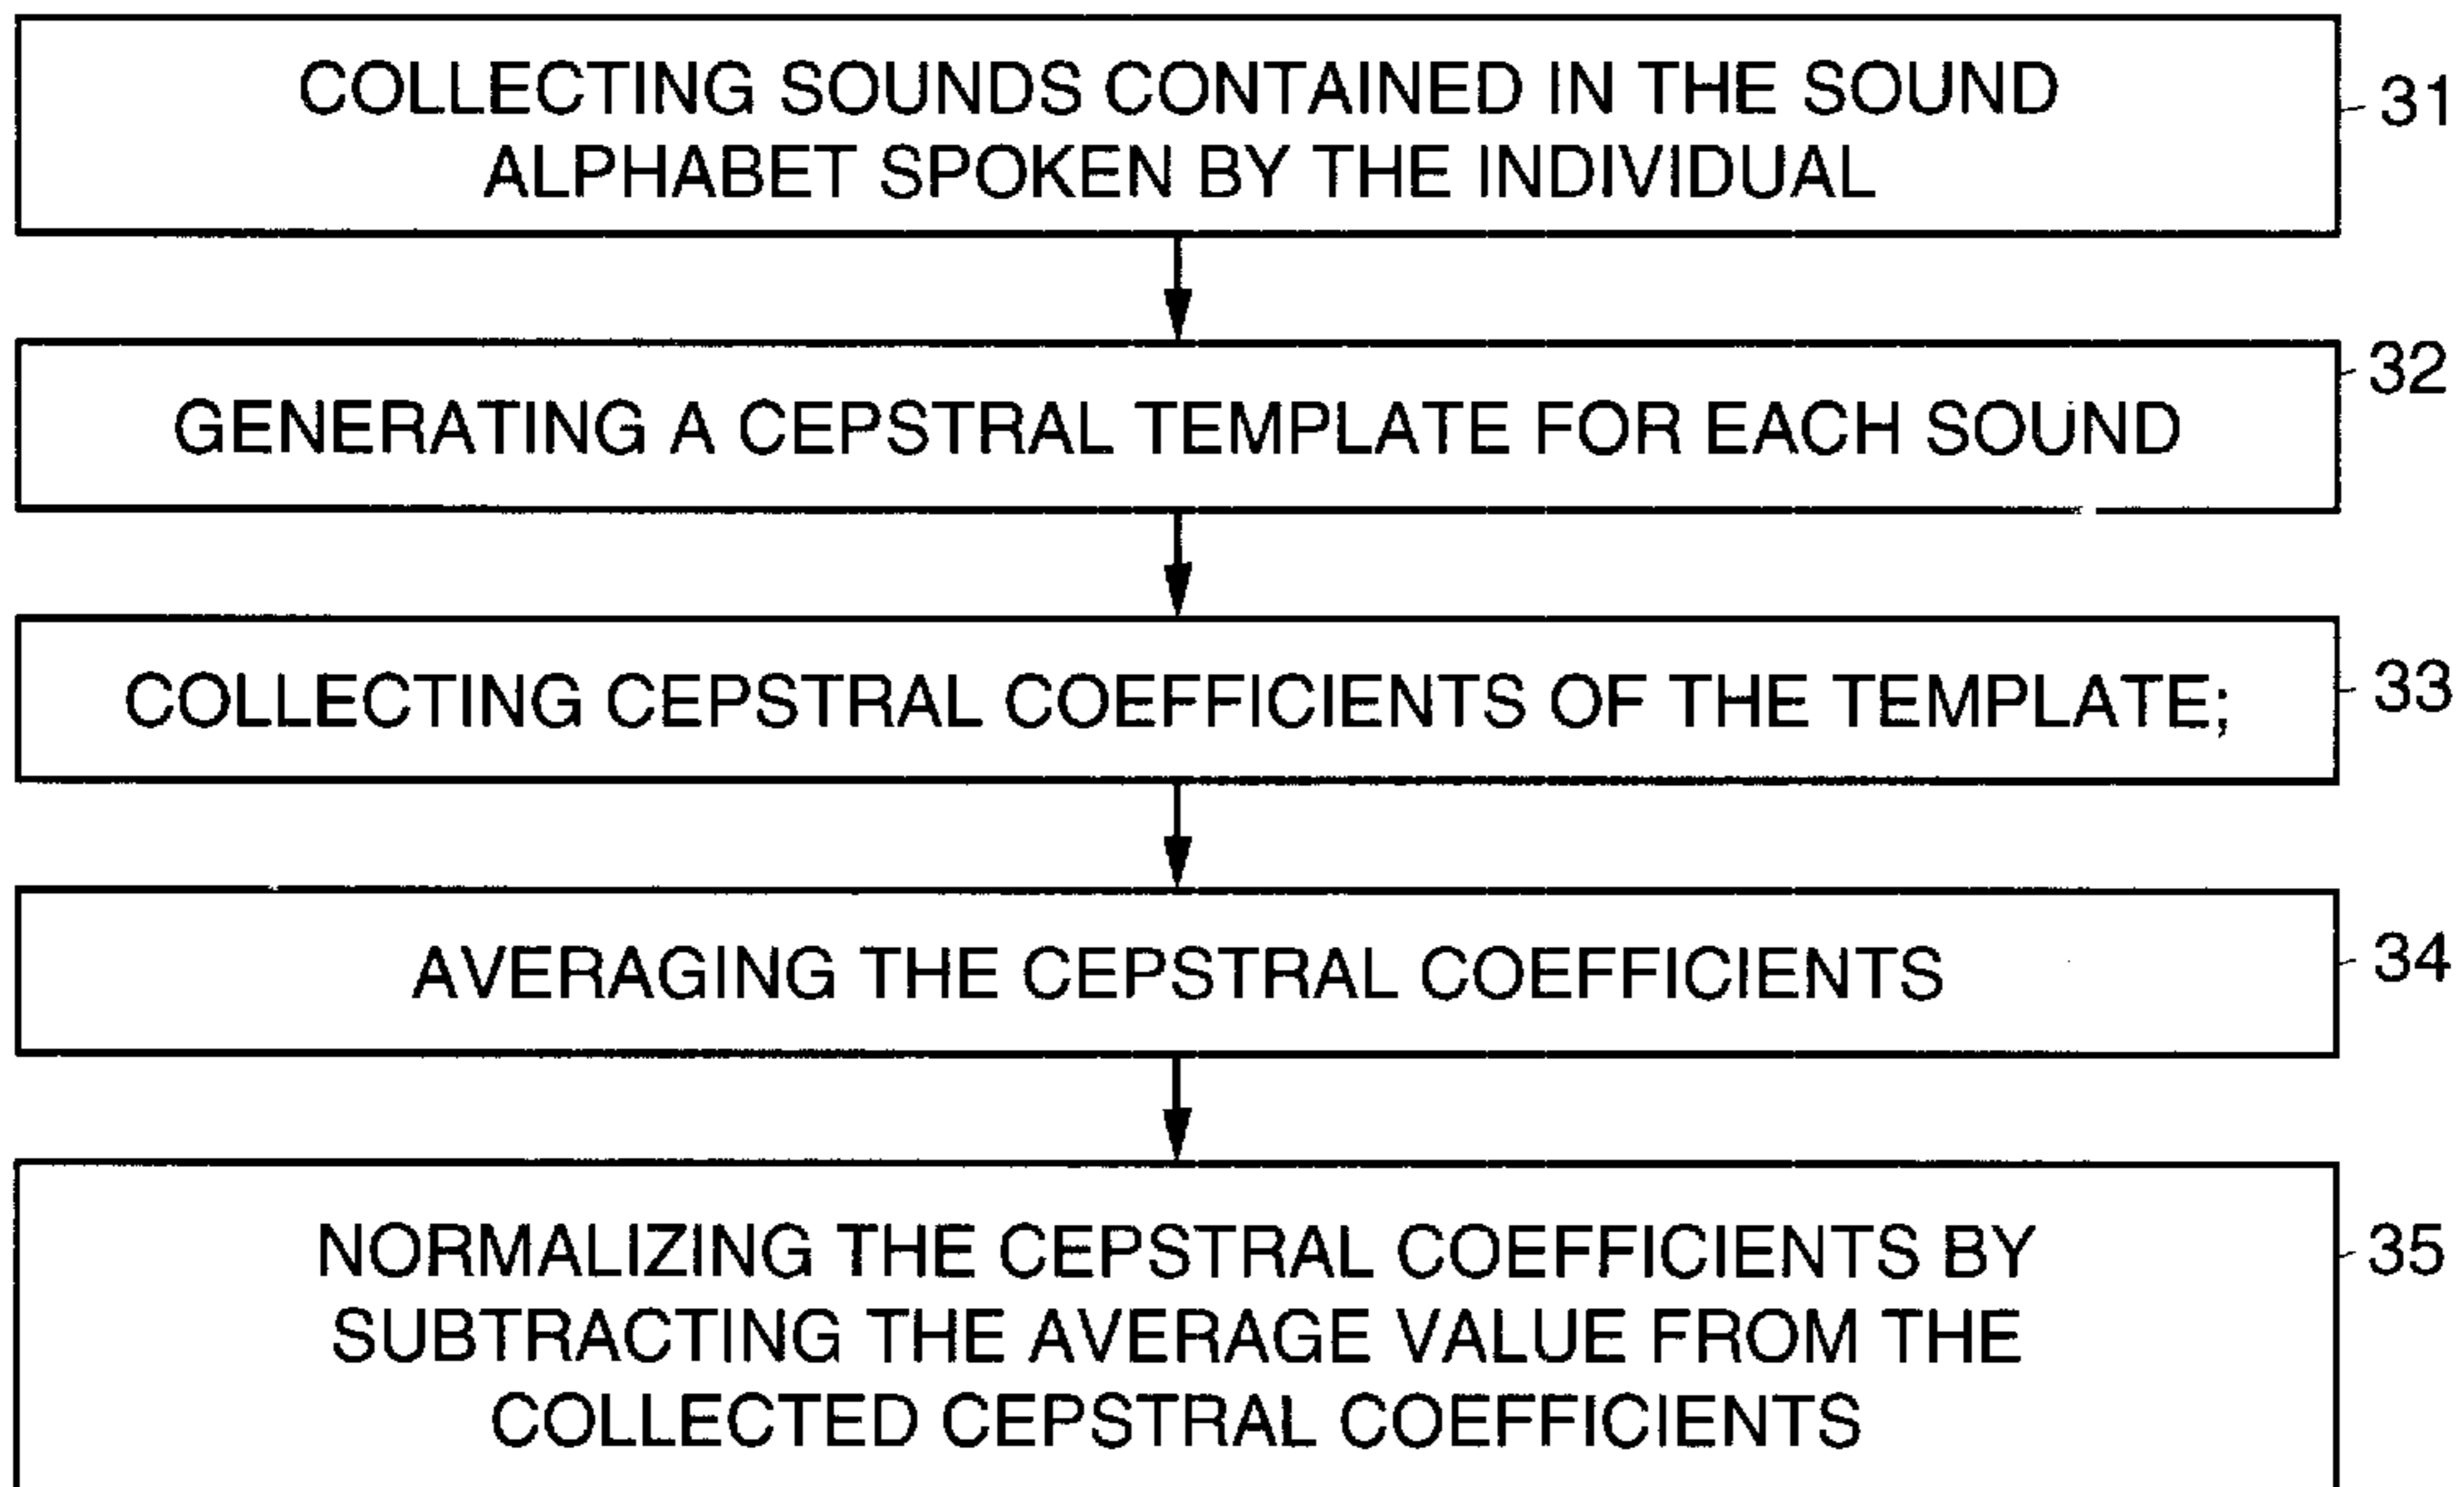 COLLECTING SOUNDS CONTAINED IN THE SOUND
ALPHABET SPOKEN BY THE INDIVIDUAL
31
GENERATING A CEPSTRAL TEMPLATE FOR EACH SOUND
32
COLLECTING CEPSTRAL COEFFICIENTS OF THE TEMPLATE;
33
AVERAGING THE CEPSTRAL COEFFICIENTS
34
NORMALIZING THE CEPSTRAL COEFFICIENTS BY
SUBTRACTING THE AVERAGE VALUE FROM THE
COLLECTED CEPSTRAL COEFFICIENTS
35